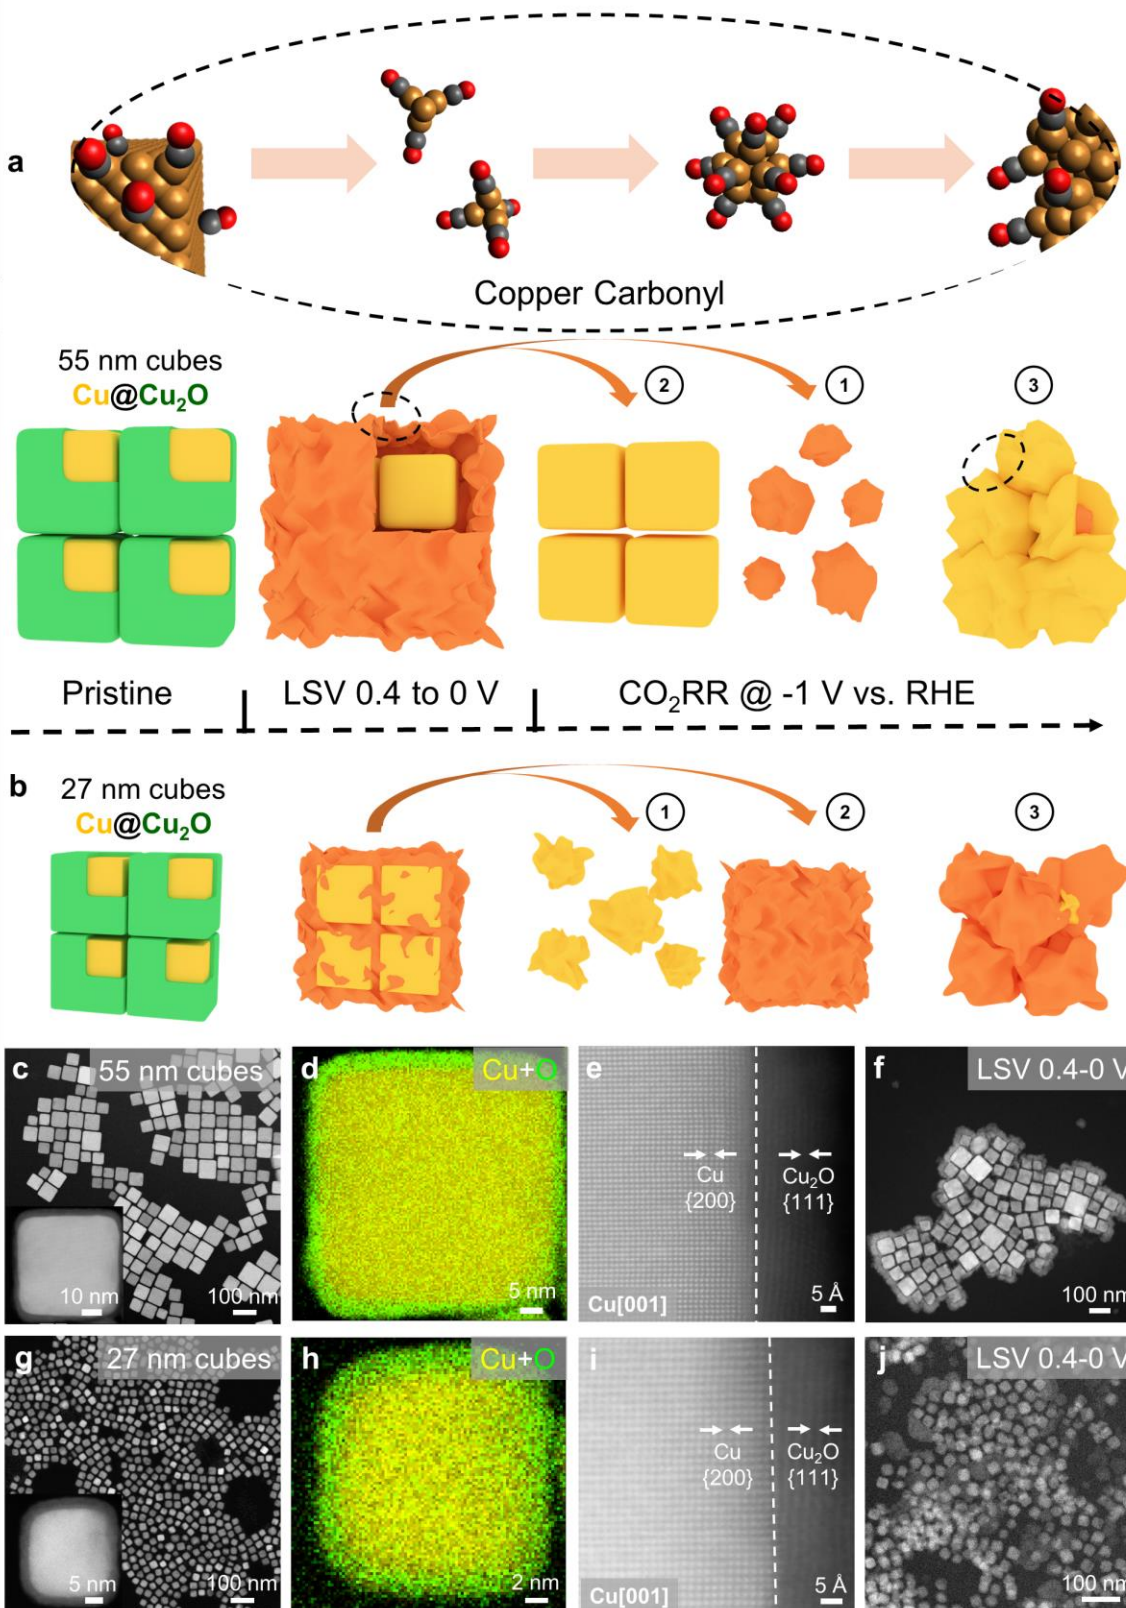 a
Copper Carbonyl
55 nm cubes
Cu@Cu₂O
2
1
3
Pristine
LSV 0.4 to 0 V
CO₂RR @ -1 V vs. RHE
b
27 nm cubes
Cu@Cu₂O
1
2
3
c
55 nm cubes
10 nm
100 nm
d
Cu+O
5 nm
e
Cu
{200}
Cu₂O
{111}
Cu[001]
5 Å
f
LSV 0.4-0 V
100 nm
g
27 nm cubes
5 nm
100 nm
h
Cu+O
2 nm
i
Cu
{200}
Cu₂O
{111}
Cu[001]
5 Å
j
LSV 0.4-0 V
100 nm